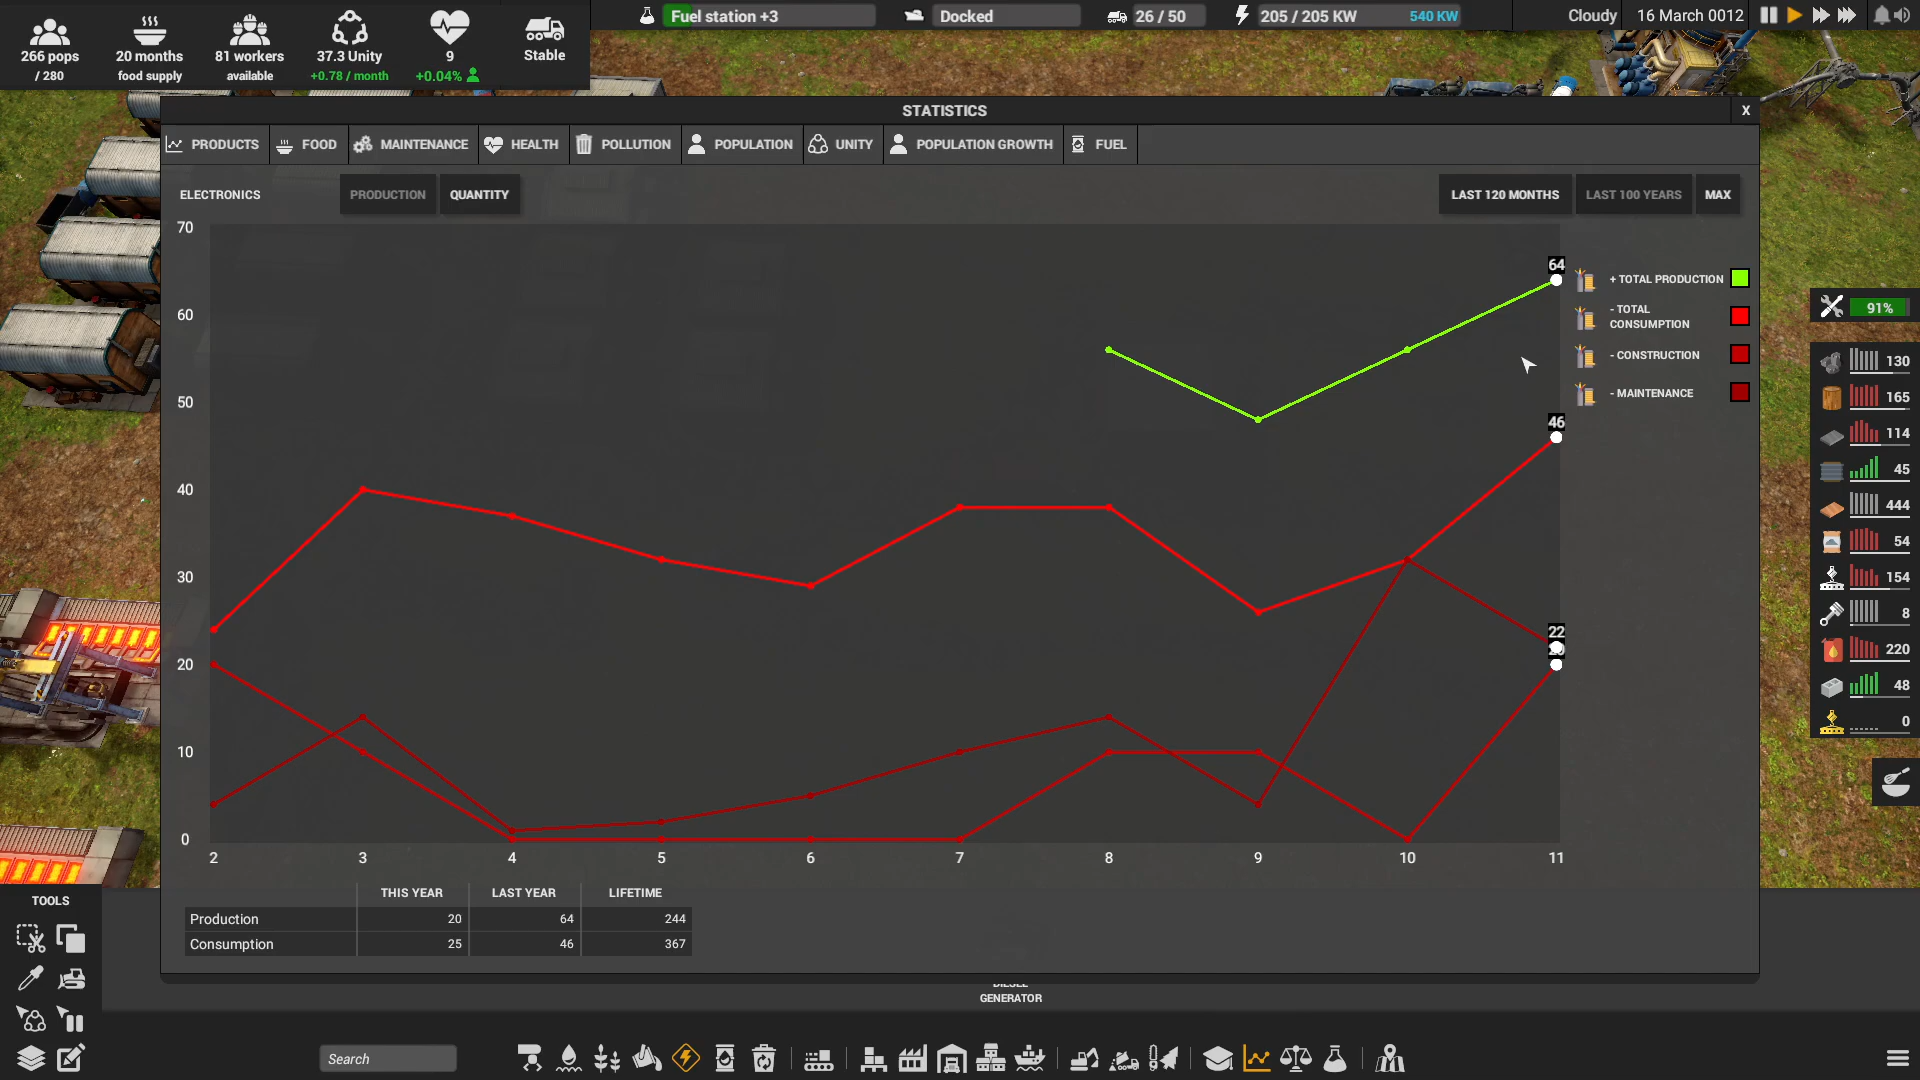 266 pops
/ 280
20 months
food supply
81 workers
available
37.3 Unity
+0.78 / month
9
+0.04%
Stable
Fuel station +3
Docked
26 / 50
205 / 205 KW
540 KW
Cloudy
16 March 0012
STATISTICS
X
PRODUCTS
FOOD
MAINTENANCE
HEALTH
POLLUTION
POPULATION
UNITY
POPULATION GROWTH
FUEL
ELECTRONICS
PRODUCTION
QUANTITY
LAST 120 MONTHS
LAST 100 YEARS
MAX
70
60
50
40
30
20
10
0
2
3
4
5
6
7
8
9
10
11
64
46
22
+ TOTAL PRODUCTION
- TOTAL
CONSUMPTION
- CONSTRUCTION
- MAINTENANCE
THIS YEAR
LAST YEAR
LIFETIME
Production
20
64
244
Consumption
25
46
367
91%
130
165
114
45
444
54
154
8
220
48
0
TOOLS
DIESEL
GENERATOR
Search